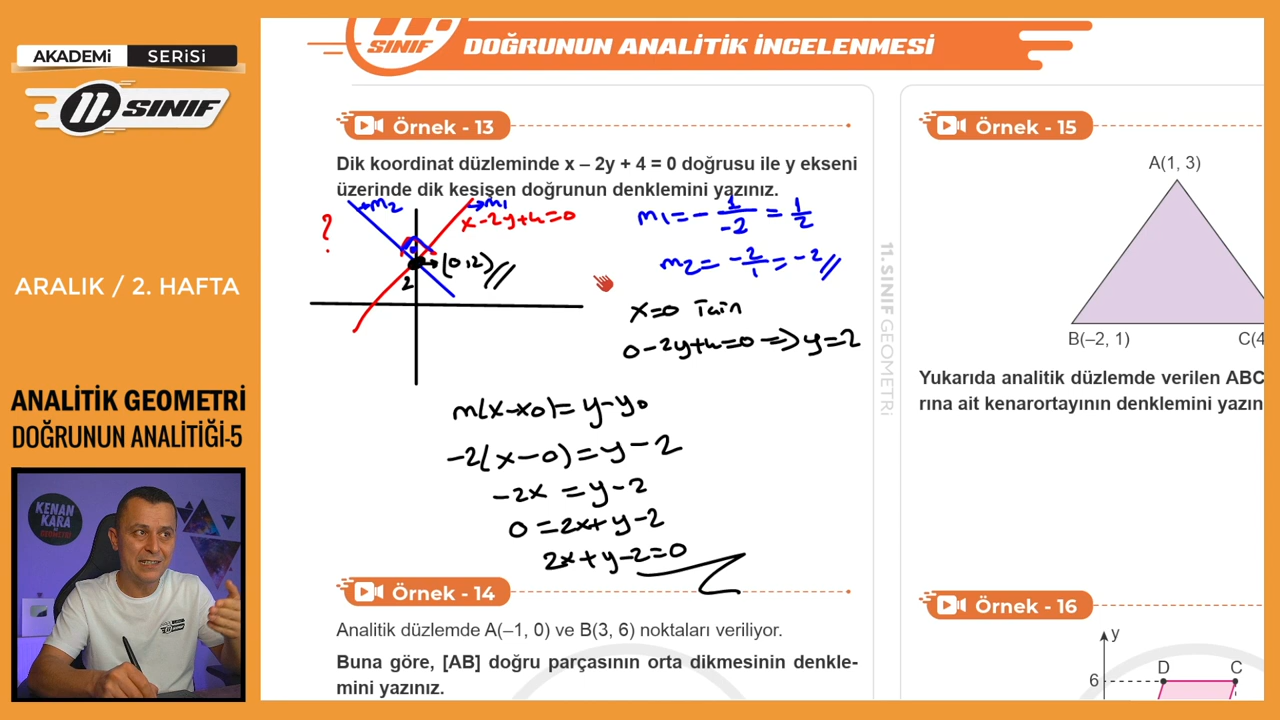 AKADEMi SERiSi
11. SINIF
ARALIK / 2. HAFTA
ANALİTİK GEOMETRİ
DOĞRUNUN ANALİTİĞİ-5
KENAN
KARA
GEOMETRİ
11. SINIF
11.
SINIF
DOĞRUNUN ANALİTİK İNCELENMESİ
Örnek - 13
Dik koordinat düzleminde x – 2y + 4 = 0 doğrusu ile y ekseni
üzerinde dik kesişen doğrunun denklemini yazınız.
m2
m1
x-2y+4=0
?
(0,2)
2
m1=-1/-2=1/2
m2=-2/1=-2
x=0 için
0-2y+4=0=>y=2
m(x-x0)=y-y0
-2(x-0)=y-2
-2x=y-2
0=2x+y-2
2x+y-2=0
Örnek - 14
Analitik düzlemde A(–1, 0) ve B(3, 6) noktaları veriliyor.
Buna göre, [AB] doğru parçasının orta dikmesinin denkle-
mini yazınız.
11. SINIF GEOMETRİ
Örnek - 15
A(1, 3)
B(–2, 1)
C(4
Yukarıda analitik düzlemde verilen ABC
rına ait kenarortayının denklemini yazın
Örnek - 16
y
D
C
6